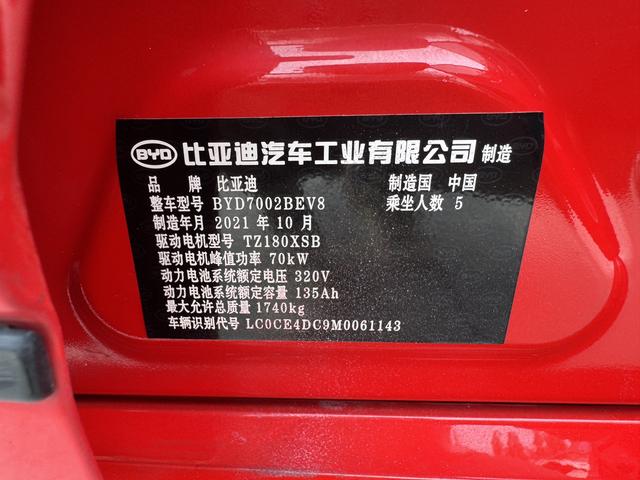 BYD 比亚迪汽车工业有限公司 制造
品 牌 比亚迪 制造国 中国
整车型号 BYD7002BEV8 乘坐人数 5
制造年月 2021 年 10 月
驱动电机型号 TZ180XSB
驱动电机峰值功率 70kW
动力电池系统额定电压 320V
动力电池系统额定容量 135Ah
最大允许总质量 1740kg
车辆识别代号 LC0CE4DC9M0061143